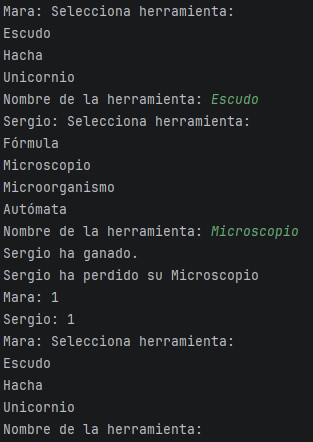 Mara: Selecciona herramienta:
Escudo
Hacha
Unicornio
Nombre de la herramienta: Escudo
Sergio: Selecciona herramienta:
Fórmula
Microscopio
Microorganismo
Autómata
Nombre de la herramienta: Microscopio
Sergio ha ganado.
Sergio ha perdido su Microscopio
Mara: 1
Sergio: 1
Mara: Selecciona herramienta:
Escudo
Hacha
Unicornio
Nombre de la herramienta: